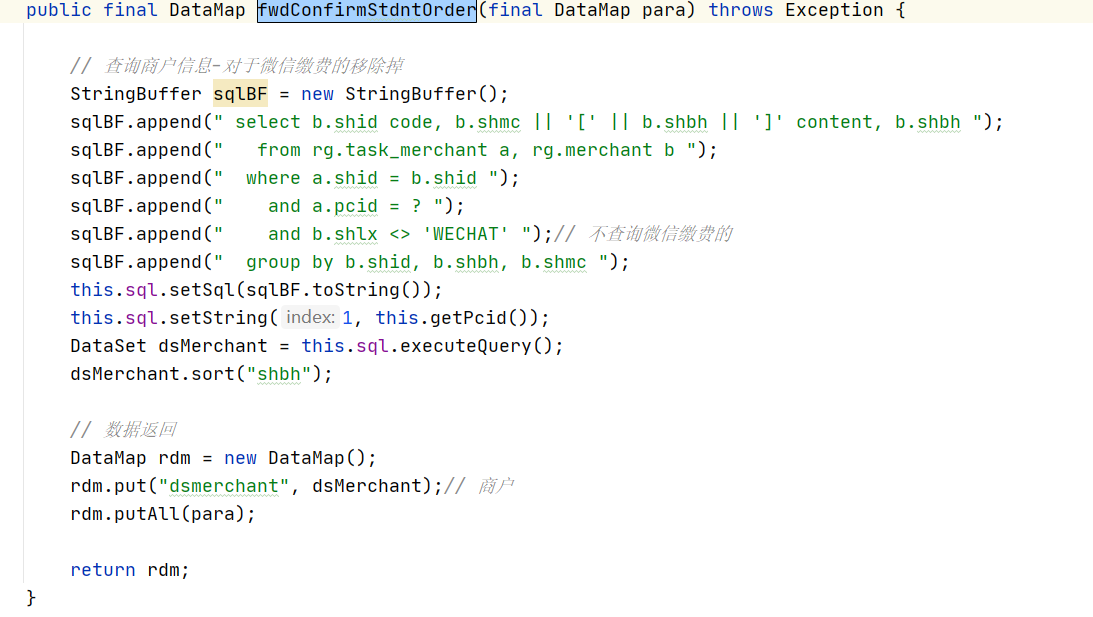 public final DataMap fwdConfirmStdntOrder(final DataMap para) throws Exception {
// 查询商户信息-对于微信缴费的移除掉
StringBuffer sqlBF = new StringBuffer();
sqlBF.append(" select b.shid code, b.shmc || '[' || b.shbh || ']' content, b.shbh ");
sqlBF.append("   from rg.task_merchant a, rg.merchant b ");
sqlBF.append("  where a.shid = b.shid ");
sqlBF.append("    and a.pcid = ? ");
sqlBF.append("    and b.shlx <> 'WECHAT' ");// 不查询微信缴费的
sqlBF.append("  group by b.shid, b.shbh, b.shmc ");
this.sql.setSql(sqlBF.toString());
this.sql.setString( index: 1, this.getPcid());
DataSet dsMerchant = this.sql.executeQuery();
dsMerchant.sort("shbh");
// 数据返回
DataMap rdm = new DataMap();
rdm.put("dsmerchant", dsMerchant);// 商户
rdm.putAll(para);
return rdm;
}